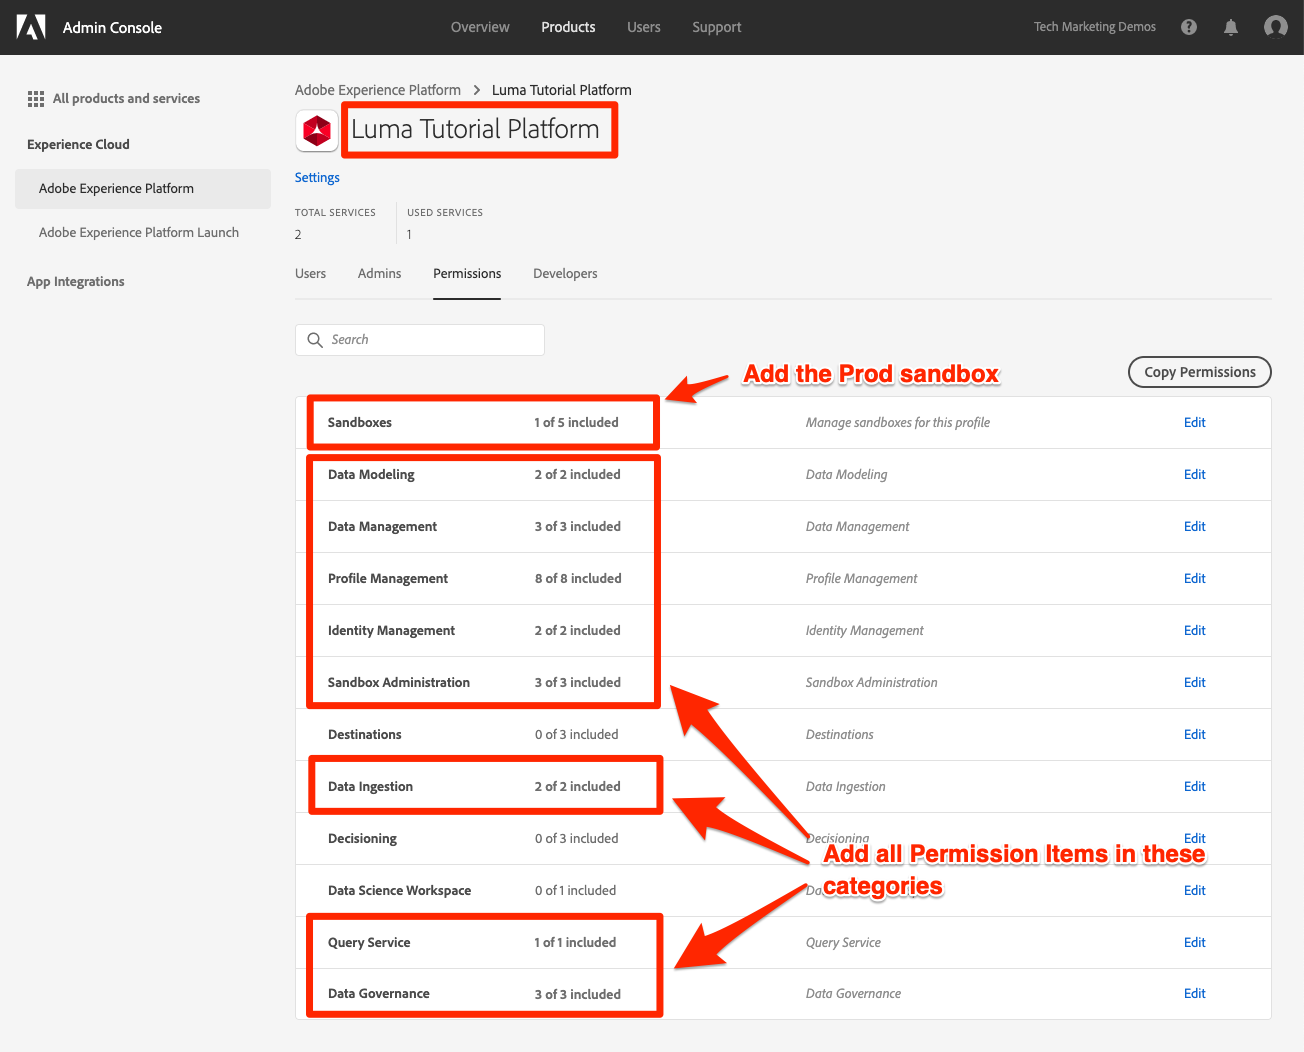 Admin Console
Overview Products Users Support
Tech Marketing Demos
All products and services
Experience Cloud
Adobe Experience Platform
Adobe Experience Platform Launch
App Integrations
Adobe Experience Platform > Luma Tutorial Platform
Luma Tutorial Platform
Settings
TOTAL SERVICES USED SERVICES
2 1
Users Admins Permissions Developers
Search
Add the Prod sandbox
Copy Permissions
Sandboxes 1 of 5 included Manage sandboxes for this profile Edit
Data Modeling 2 of 2 included Data Modeling Edit
Data Management 3 of 3 included Data Management Edit
Profile Management 8 of 8 included Profile Management Edit
Identity Management 2 of 2 included Identity Management Edit
Sandbox Administration 3 of 3 included Sandbox Administration Edit
Destinations 0 of 3 included Destinations Edit
Data Ingestion 2 of 2 included Data Ingestion Edit
Decisioning 0 of 3 included Decisioning Edit
Add all Permission Items in these
categories
Data Science Workspace 0 of 1 included Edit
Query Service 1 of 1 included Query Service Edit
Data Governance 3 of 3 included Data Governance Edit